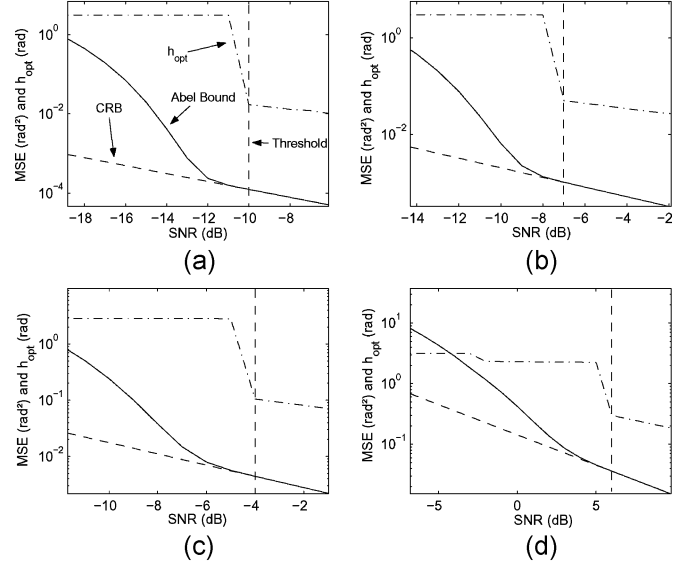 MSE (rad²) and h_opt (rad)
10^0
10^-2
10^-4
h_opt
Abel Bound
CRB
Threshold
−18 −16 −14 −12 −10 −8
SNR (dB)
(a)
MSE (rad²) and h_opt (rad)
10^0
10^-2
−14 −12 −10 −8 −6 −4 −2
SNR (dB)
(b)
MSE (rad²) and h_opt (rad)
10^0
10^-1
10^-2
−10 −8 −6 −4 −2
SNR (dB)
(c)
MSE (rad²) and h_opt (rad)
10^1
10^0
10^-1
−5 0 5
SNR (dB)
(d)